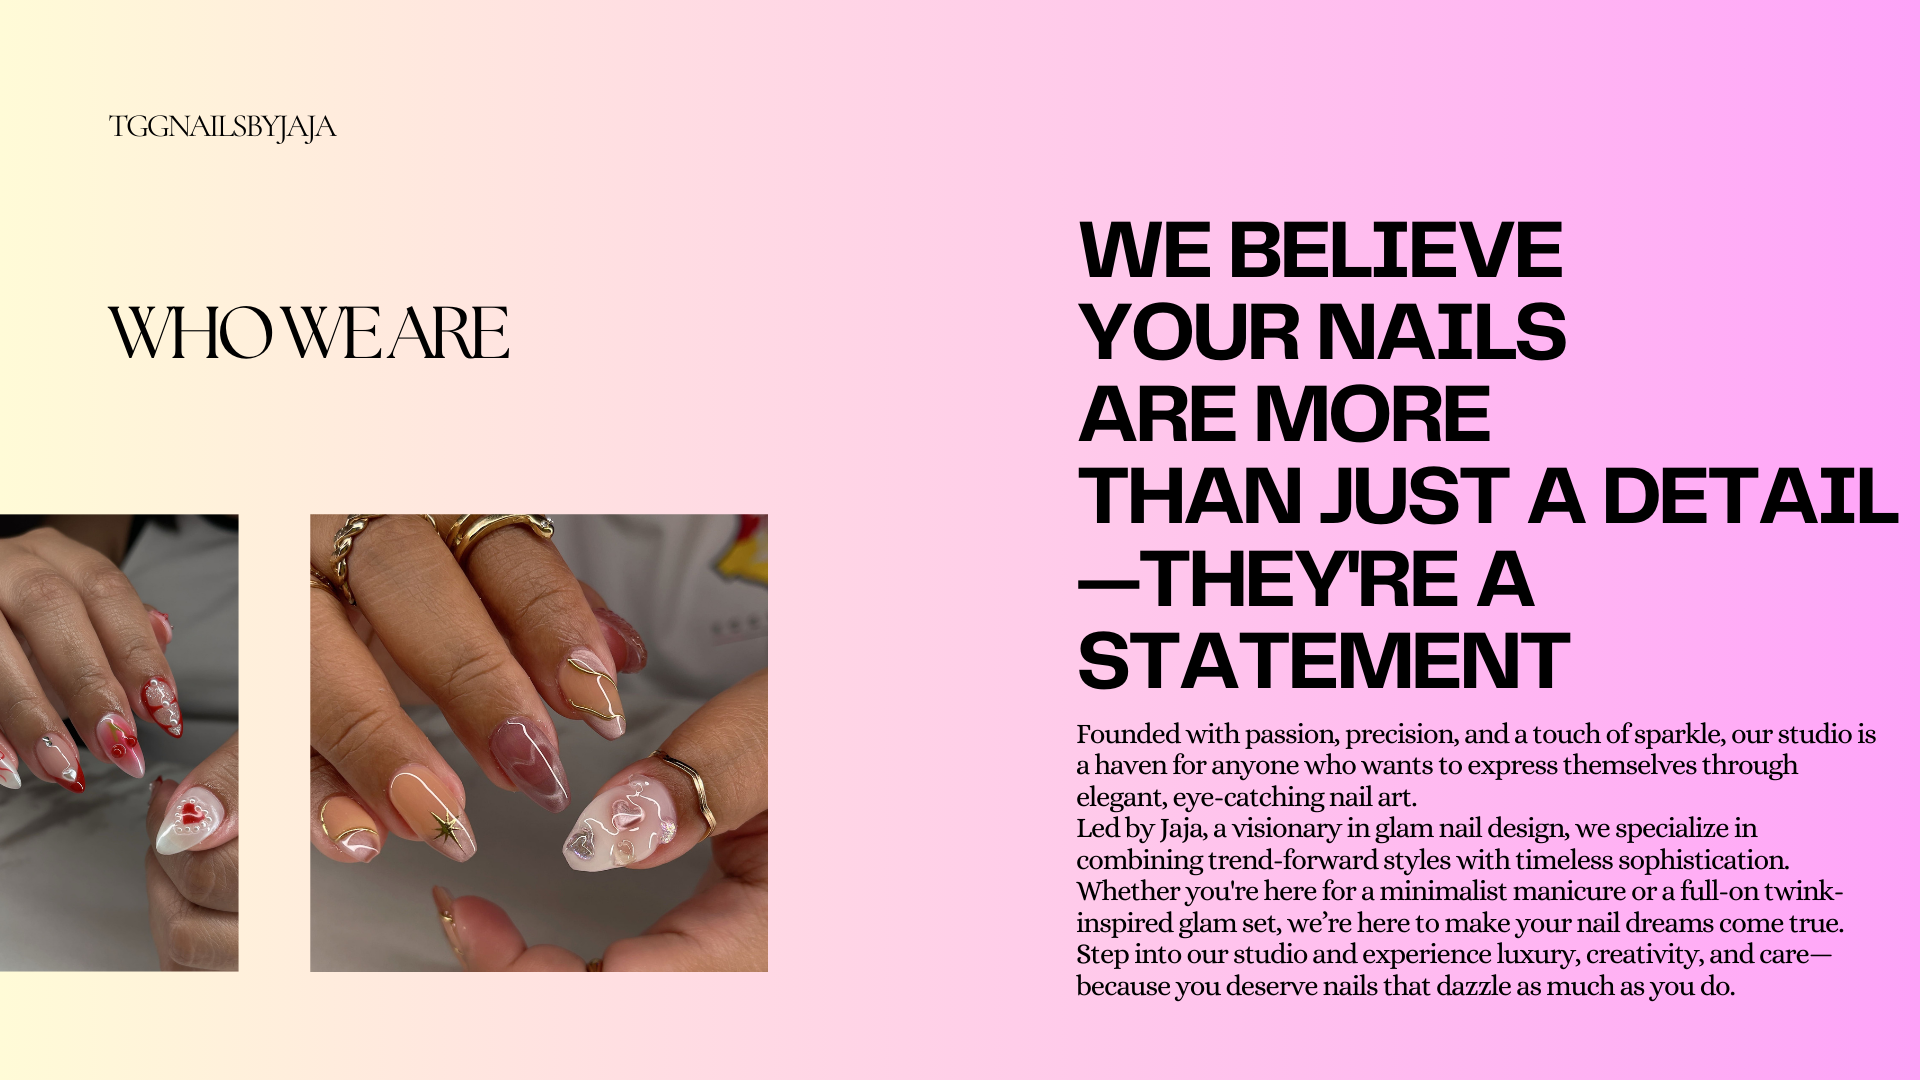 TGGNAILSBYJAJA
WHO WE ARE
WE BELIEVE
YOUR NAILS
ARE MORE
THAN JUST A DETAIL
—THEY'RE A
STATEMENT
Founded with passion, precision, and a touch of sparkle, our studio is
a haven for anyone who wants to express themselves through
elegant, eye-catching nail art.
Led by Jaja, a visionary in glam nail design, we specialize in
combining trend-forward styles with timeless sophistication.
Whether you're here for a minimalist manicure or a full-on twink-
inspired glam set, we’re here to make your nail dreams come true.
Step into our studio and experience luxury, creativity, and care—
because you deserve nails that dazzle as much as you do.